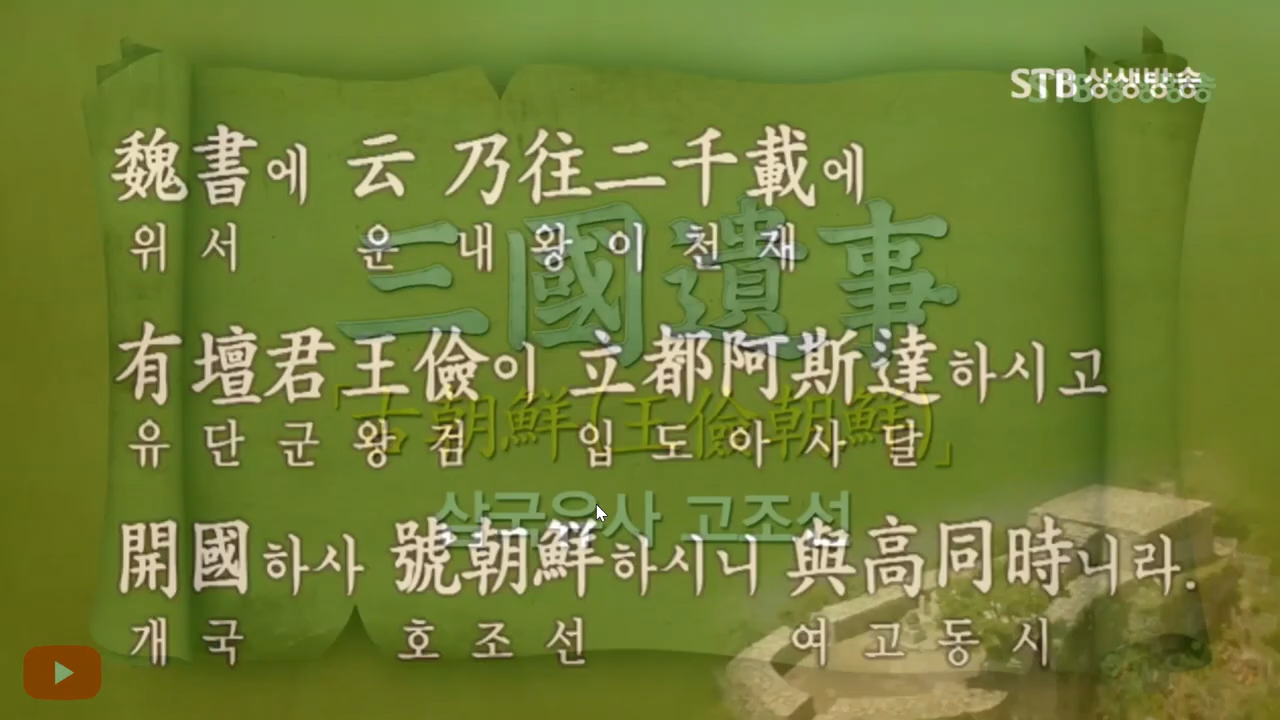 STB 상생방송
魏書에 云 乃往二千載에
위 서 운 내 왕 이 천 재
三國遺事
有壇君王儉이 立都阿斯達하시고
「古朝鮮(王儉朝鮮)」
유 단 군 왕 검 입 도 아 사 달
삼국유사 고조선
開國하사 號朝鮮하시니 與高同時니라.
개 국 호 조 선 여 고 동 시